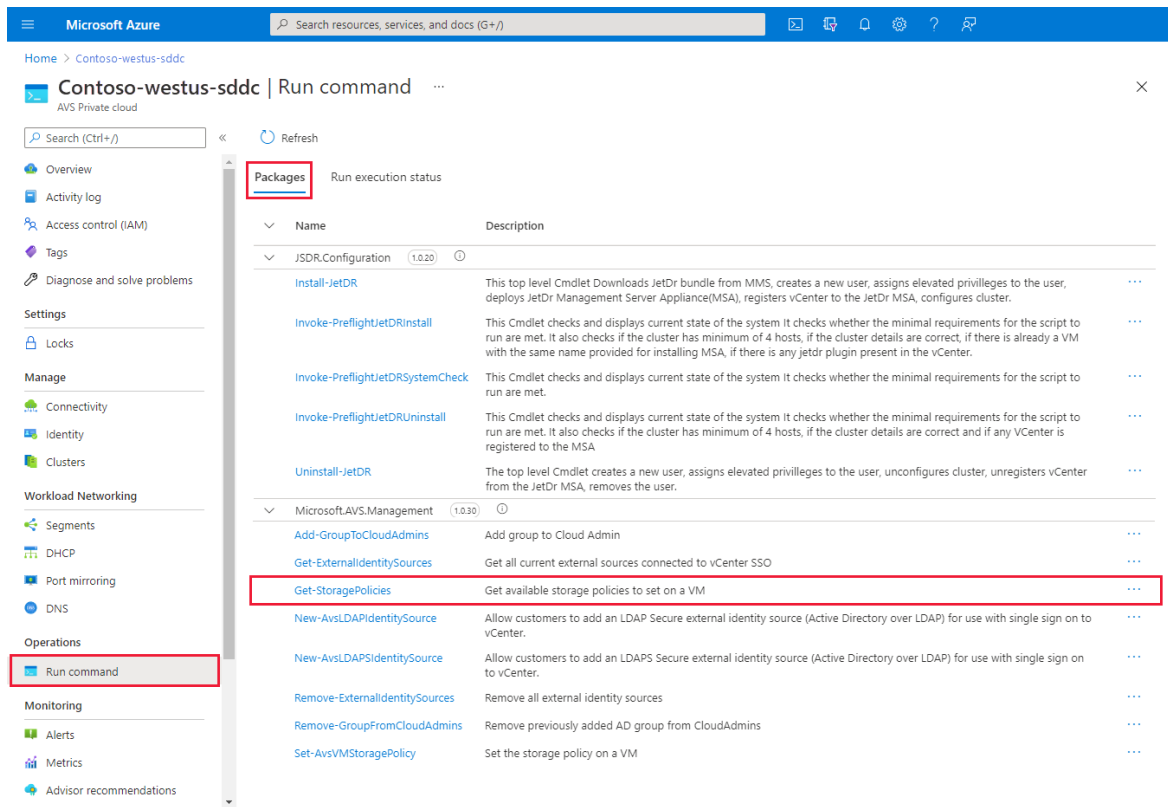 Microsoft Azure
Search resources, services, and docs (G+/)
Home > Contoso-westus-sddc
Contoso-westus-sddc | Run command ...
AVS Private cloud
Search (Ctrl+/)
«
Refresh
Overview
Activity log
Access control (IAM)
Tags
Diagnose and solve problems
Settings
Locks
Manage
Connectivity
Identity
Clusters
Workload Networking
Segments
DHCP
Port mirroring
DNS
Operations
Run command
Monitoring
Alerts
Metrics
Advisor recommendations
Packages
Run execution status
Name
Description
JSDR.Configuration 1.0.20
Install-JetDR
This top level Cmdlet Downloads JetDr bundle from MMS, creates a new user, assigns elevated privilleges to the user,
deploys JetDr Management Server Appliance(MSA), registers vCenter to the JetDr MSA, configures cluster.
Invoke-PreflightJetDRInstall
This Cmdlet checks and displays current state of the system It checks whether the minimal requirements for the script to
run are met. It also checks if the cluster has minimum of 4 hosts, if the cluster details are correct, if there is already a VM
with the same name provided for installing MSA, if there is any jetdr plugin present in the vCenter.
Invoke-PreflightJetDRSystemCheck
This Cmdlet checks and displays current state of the system It checks whether the minimal requirements for the script to
run are met.
Invoke-PreflightJetDRUninstall
This Cmdlet checks and displays current state of the system It checks whether the minimal requirements for the script to
run are met. It also checks if the cluster has minimum of 4 hosts, if the cluster details are correct and if any VCenter is
registered to the MSA
Uninstall-JetDR
The top level Cmdlet creates a new user, assigns elevated privilleges to the user, unconfigures cluster, unregisters vCenter
from the JetDr MSA, removes the user.
Microsoft.AVS.Management 1.0.30
Add-GroupToCloudAdmins
Add group to Cloud Admin
Get-ExternalIdentitySources
Get all current external sources connected to vCenter SSO
Get-StoragePolicies
Get available storage policies to set on a VM
New-AvsLDAPIdentitySource
Allow customers to add an LDAP Secure external identity source (Active Directory over LDAP) for use with single sign on to
vCenter.
New-AvsLDAPSIdentitySource
Allow customers to add an LDAPS Secure external identity source (Active Directory over LDAP) for use with single sign on
to vCenter.
Remove-ExternalIdentitySources
Remove all external identity sources
Remove-GroupFromCloudAdmins
Remove previously added AD group from CloudAdmins
Set-AvsVMStoragePolicy
Set the storage policy on a VM